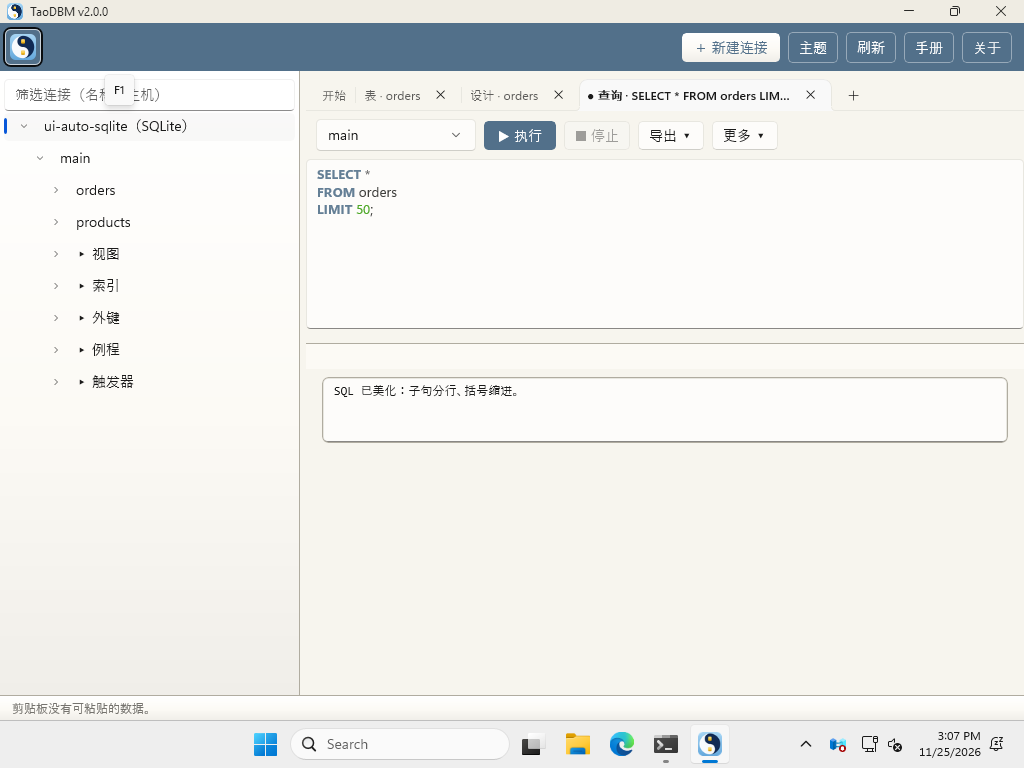 TaoDBM v2.0.0
+ 新建连接
主题
刷新
手册
关于
筛选连接（名
主机）
F1
ui-auto-sqlite（SQLite）
main
orders
products
视图
索引
外键
例程
触发器
开始
表 · orders
设计 · orders
● 查询 · SELECT * FROM orders LIM...
main
执行
停止
导出
更多
SELECT *
FROM orders
LIMIT 50;
SQL 已美化：子句分行、括号缩进。
剪贴板没有可粘贴的数据。
Search
3:07 PM
11/25/2026